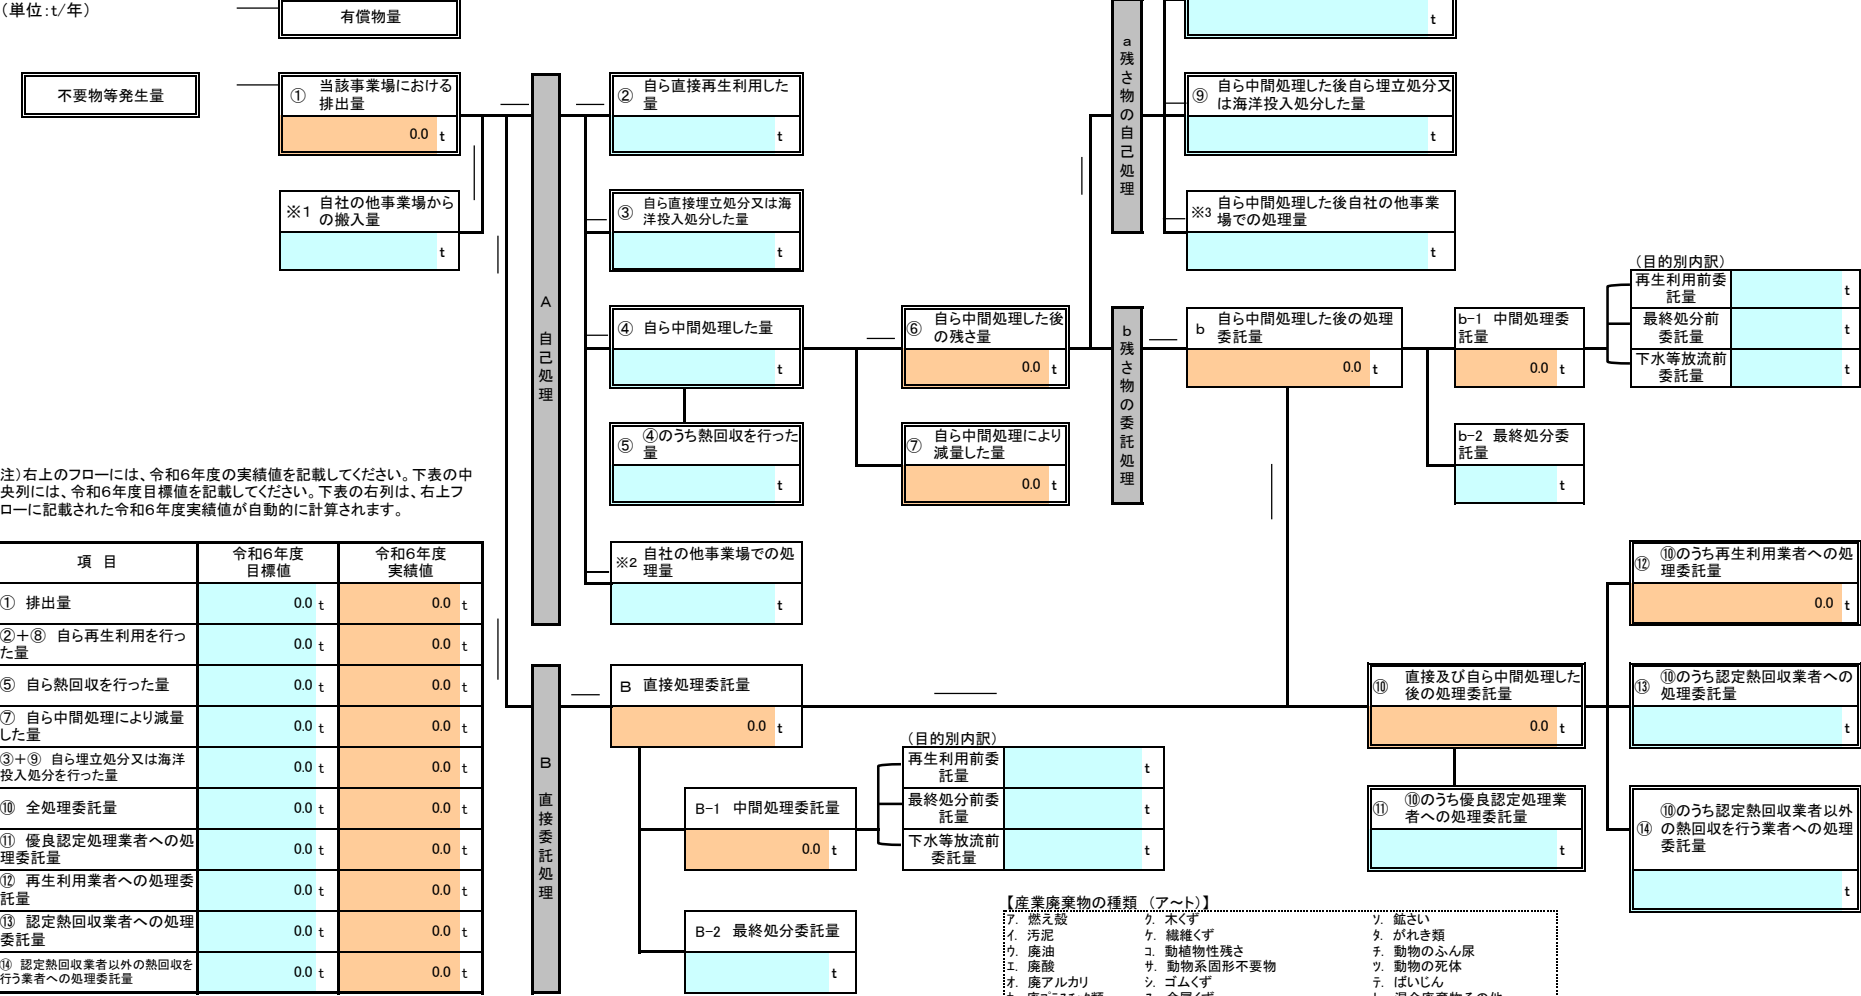 (単位:t/年)
有償物量
不要物等発生量
① 当該事業場における
排出量
0.0 t
※1 自社の他事業場から
の搬入量
t
A 自己処理
② 自ら直接再生利用した
量
t
③ 自ら直接埋立処分又は海
洋投入処分した量
t
④ 自ら中間処理した量
t
⑤ ④のうち熱回収を行った
量
t
※2 自社の他事業場での処
理量
t
⑥ 自ら中間処理した後
の残さ量
0.0 t
⑦ 自ら中間処理により
減量した量
0.0 t
a 残さ物の自己処理
t
⑨ 自ら中間処理した後自ら埋立処分又
は海洋投入処分した量
t
※3 自ら中間処理した後自社の他事業
場での処理量
t
b 残さ物の委託処理
b 自ら中間処理した後の処理
委託量
0.0 t
b-1 中間処理委
託量
0.0 t
b-2 最終処分委
託量
t
(目的別内訳)
再生利用前委
託量
t
最終処分前
委託量
t
下水等放流前
委託量
t
注)右上のフローには、令和6年度の実績値を記載してください。下表の中
央列には、令和6年度目標値を記載してください。下表の右列は、右上フ
ローに記載された令和6年度実績値が自動的に計算されます。
項 目 令和6年度
目標値 令和6年度
実績値
① 排出量 0.0 t 0.0 t
②+⑧ 自ら再生利用を行っ
た量 0.0 t 0.0 t
⑤ 自ら熱回収を行った量 0.0 t 0.0 t
⑦ 自ら中間処理により減量
した量 0.0 t 0.0 t
③+⑨ 自ら埋立処分又は海洋
投入処分を行った量 0.0 t 0.0 t
⑩ 全処理委託量 0.0 t 0.0 t
⑪ 優良認定処理業者への処
理委託量 0.0 t 0.0 t
⑫ 再生利用業者への処理委
託量 0.0 t 0.0 t
⑬ 認定熱回収業者への処理
委託量 0.0 t 0.0 t
⑭ 認定熱回収業者以外の熱回収を
行う業者への処理委託量 0.0 t 0.0 t
B 直接委託処理
B 直接処理委託量
0.0 t
B-1 中間処理委託量
0.0 t
B-2 最終処分委託量
t
(目的別内訳)
再生利用前委
託量
t
最終処分前委
託量
t
下水等放流前
委託量
t
⑩ 直接及び自ら中間処理した
後の処理委託量
0.0 t
⑪ ⑩のうち優良認定処理業
者への処理委託量
t
⑫ ⑩のうち再生利用業者への処
理委託量
0.0 t
⑬ ⑩のうち認定熱回収業者への
処理委託量
t
⑭ ⑩のうち認定熱回収業者以外
の熱回収を行う業者への処理
委託量
t
【産業廃棄物の種類 (ア~ト)】
ア. 燃え殻 ク. 木くず ソ. 鉱さい
イ. 汚泥 ケ. 繊維くず タ. がれき類
ウ. 廃油 コ. 動植物性残さ チ. 動物のふん尿
エ. 廃酸 サ. 動物系固形不要物 ツ. 動物の死体
オ. 廃アルカリ シ. ゴムくず テ. ばいじん